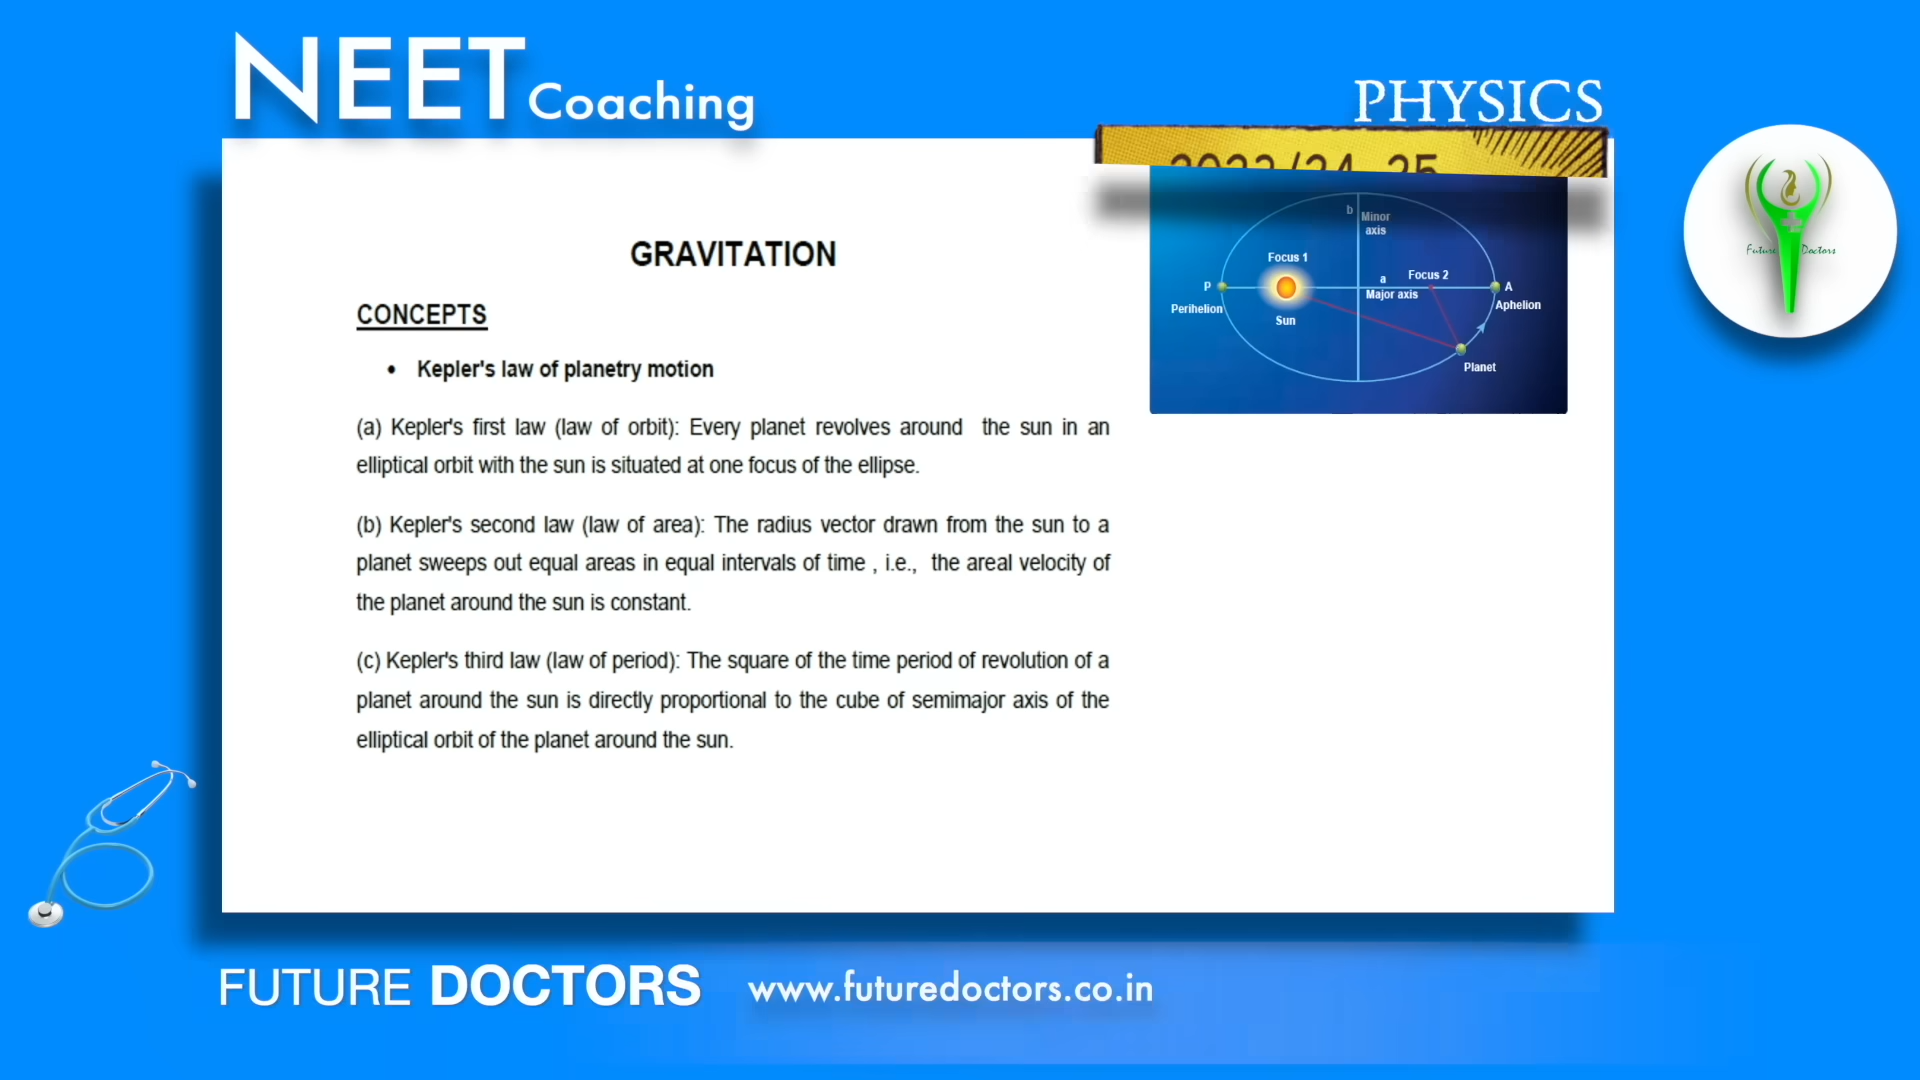 NEET Coaching
PHYSICS
2023/24-25
GRAVITATION
CONCEPTS
• Kepler's law of planetry motion
(a) Kepler's first law (law of orbit): Every planet revolves around the sun in an
elliptical orbit with the sun is situated at one focus of the ellipse.
(b) Kepler's second law (law of area): The radius vector drawn from the sun to a
planet sweeps out equal areas in equal intervals of time , i.e., the areal velocity of
the planet around the sun is constant.
(c) Kepler's third law (law of period): The square of the time period of revolution of a
planet around the sun is directly proportional to the cube of semimajor axis of the
elliptical orbit of the planet around the sun.
b
Minor
axis
Focus 1
a
Focus 2
P
Major axis
A
Perihelion
Aphelion
Sun
Planet
Future Doctors
FUTURE DOCTORS
www.futuredoctors.co.in